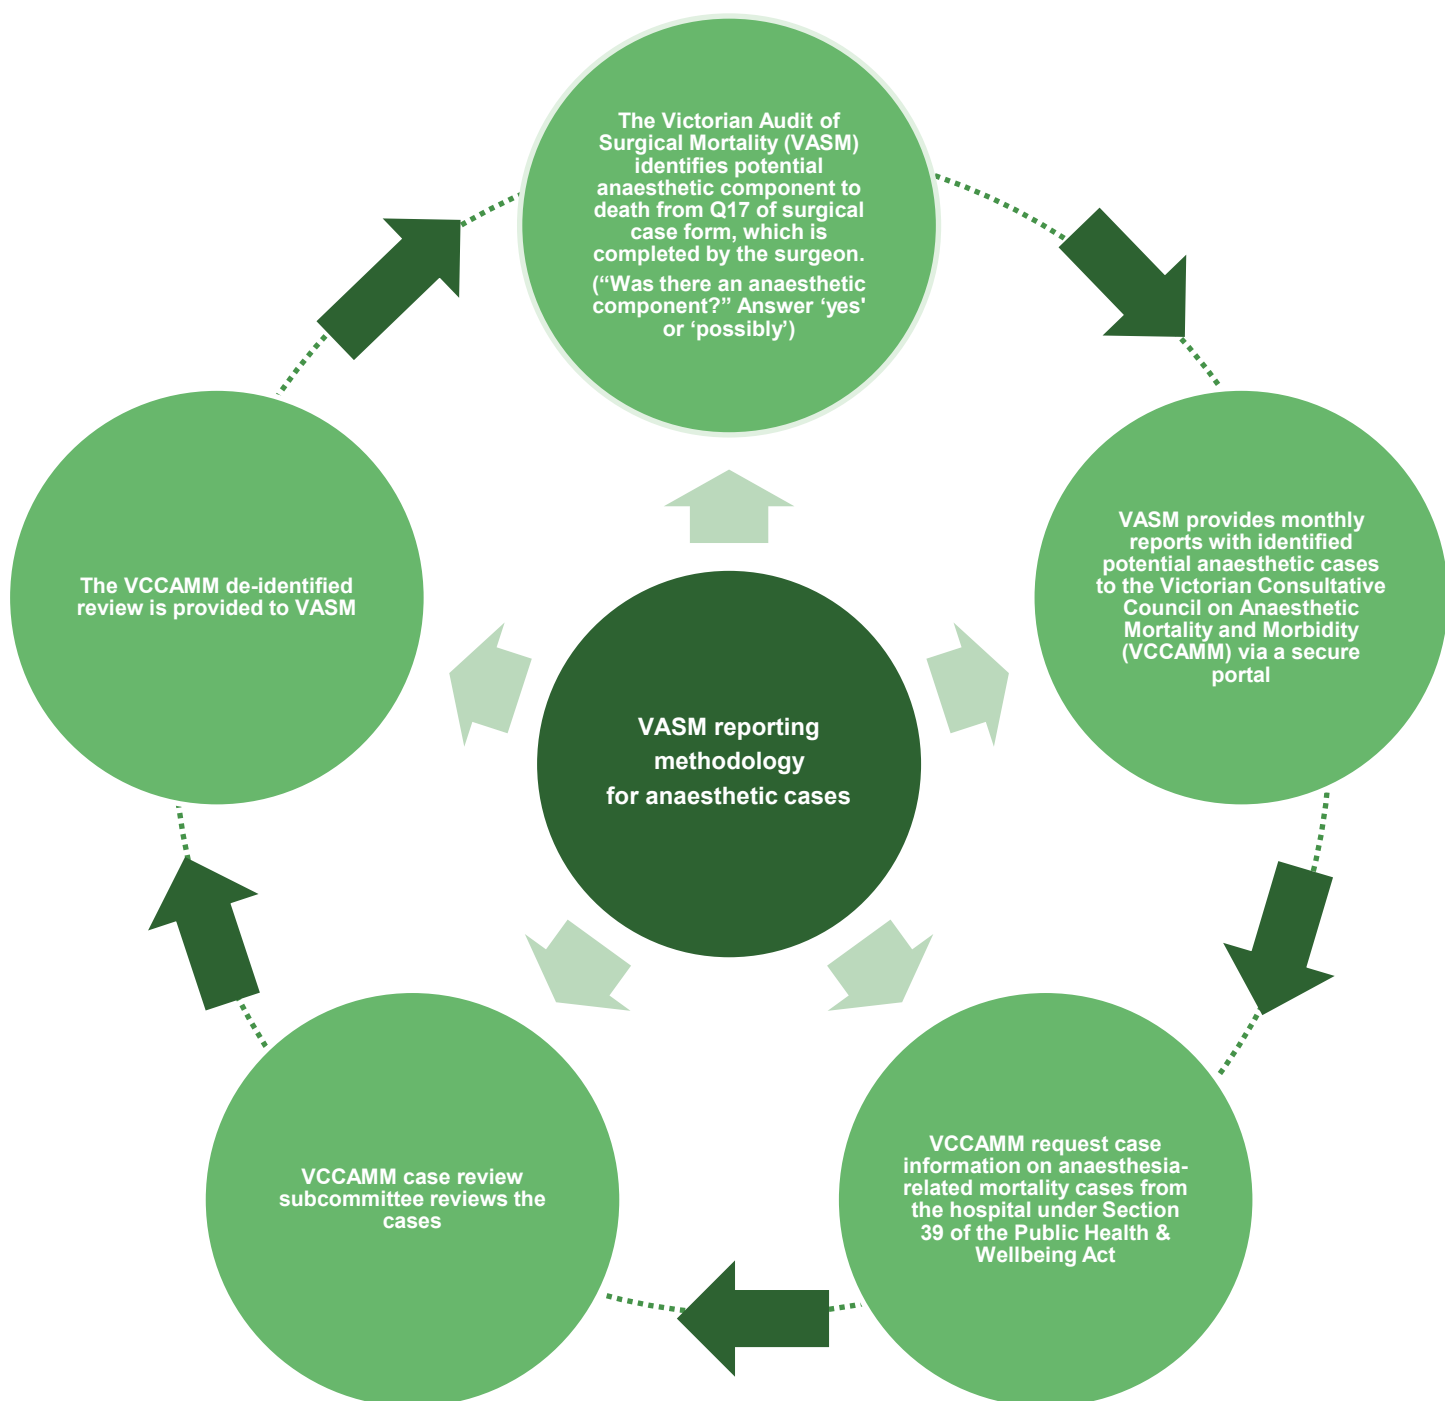 The Victorian Audit of
Surgical Mortality (VASM)
identifies potential
anaesthetic component to
death from Q17 of surgical
case form, which is
completed by the surgeon.
(“Was there an anaesthetic
component?” Answer ‘yes'
or ‘possibly’)
VASM provides monthly
reports with identified
potential anaesthetic cases
to the Victorian Consultative
Council on Anaesthetic
Mortality and Morbidity
(VCCAMM) via a secure
portal
VCCAMM request case
information on anaesthesia-
related mortality cases from
the hospital under Section
39 of the Public Health &
Wellbeing Act
VCCAMM case review
subcommittee reviews the
cases
The VCCAMM de-identified
review is provided to VASM
VASM reporting
methodology
for anaesthetic cases